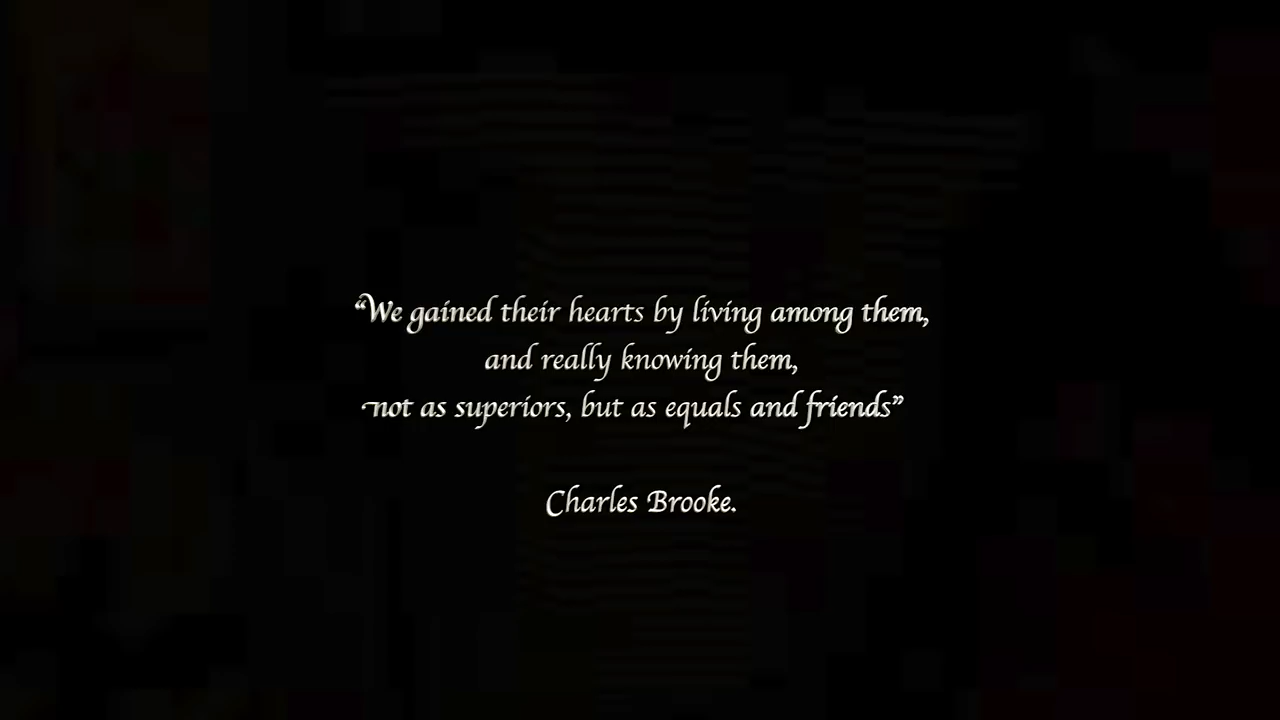 “We gained their hearts by living among them,
and really knowing them,
not as superiors, but as equals and friends”
Charles Brooke.